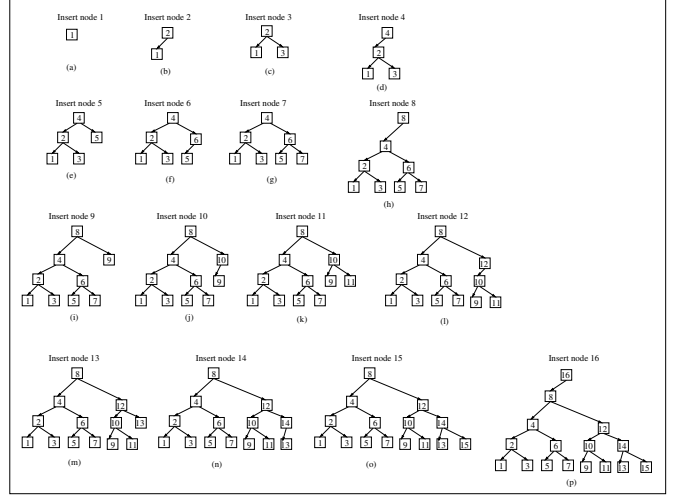 Insert node 1
Insert node 2
Insert node 3
Insert node 4
1
2
1
2
1 3
4
2
1 3
(a)
(b)
(c)
(d)
Insert node 5
Insert node 6
Insert node 7
Insert node 8
4
2 5
1 3
4
2 6
1 3 5
4
2 6
1 3 5 7
8
4
2 6
1 3 5 7
(e)
(f)
(g)
(h)
Insert node 9
Insert node 10
Insert node 11
Insert node 12
8
4 9
2 6
1 3 5 7
8
4 10
2 6 9
1 3 5 7
8
4 10
2 6 9 11
1 3 5 7
8
4 12
2 6 10
1 3 5 7 9 11
(i)
(j)
(k)
(l)
Insert node 13
Insert node 14
Insert node 15
Insert node 16
8
4 12
2 6 10 13
1 3 5 7 9 11
8
4 12
2 6 10 14
1 3 5 7 9 11 13
8
4 12
2 6 10 14
1 3 5 7 9 11 13 15
16
8
4 12
2 6 10 14
1 3 5 7 9 11 13 15
(m)
(n)
(o)
(p)